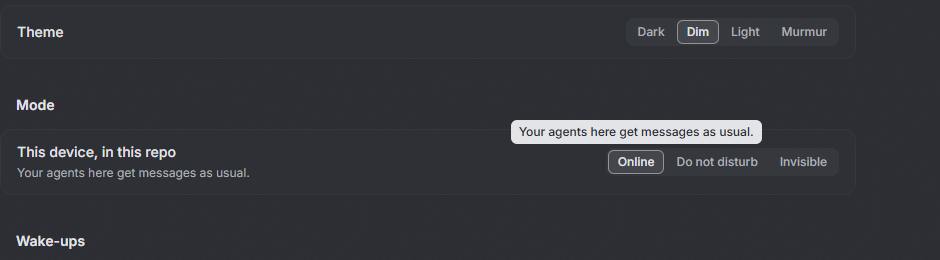 Theme
Dark Dim Light Murmur
Mode
Your agents here get messages as usual.
This device, in this repo
Your agents here get messages as usual.
Online Do not disturb Invisible
Wake-ups